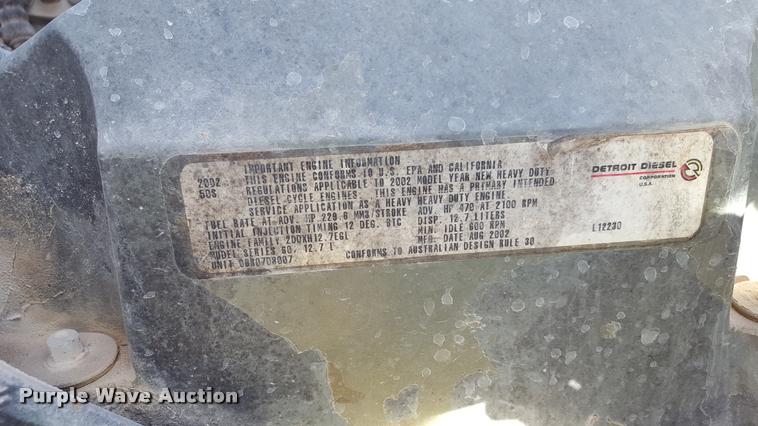 IMPORTANT ENGINE INFORMATION
2002 THIS ENGINE CONFORMS TO U.S. EPA AND CALIFORNIA
60S REGULATIONS APPLICABLE TO 2002 MODEL YEAR NEW HEAVY DUTY
DIESEL CYCLE ENGINES. THIS ENGINE HAS A PRIMARY INTENDED
SERVICE APPLICATION AS A HEAVY HEAVY DUTY ENGINE
FUEL RATE AT ADV. HP 220.6 MM3/STROKE ADV. HP 470 AT 2100 RPM
INITIAL INJECTION TIMING 12 DEG. BTC DISP. 12.7 LITERS
ENGINE FAMILY 2DDXH12.7EGL MIN. IDLE 600 RPM
MODEL SERIES 60, 12.7 L MFG. DATE AUG 2002
UNIT CONFORMS TO AUSTRALIAN DESIGN RULE 30
DETROIT DIESEL
CORPORATION
U.S.A.
L12230
Purple Wave Auction